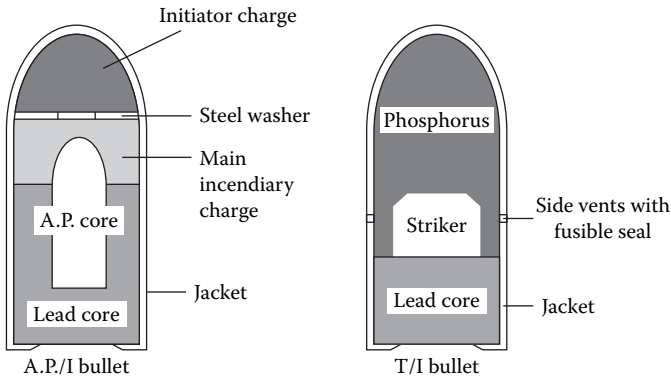 Initiator charge
Steel washer
Main
incendiary
charge
A.P. core
Lead core
Jacket
A.P./I bullet
Phosphorus
Side vents with
fusible seal
Striker
Lead core
Jacket
T/I bullet